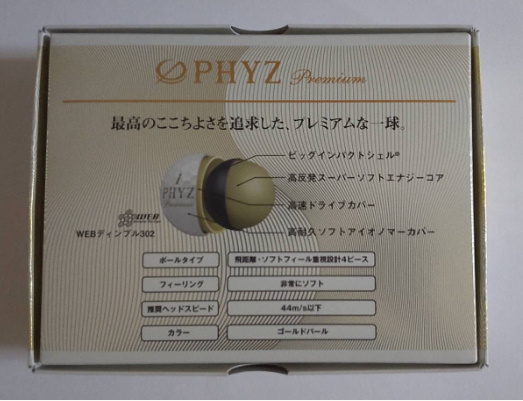 PHYZ Premium
最高のここちよさを追求した、プレミアムな一球。
ビッグインパクトシェル®
高反発スーパーソフトエナジーコア
高速ドライブカバー
高耐久ソフトアイオノマーカバー
1
PHYZ
Premium
WEB
WEBディンプル302
ボールタイプ 飛距離・ソフトフィール重視設計4ピース
フィーリング 非常にソフト
推奨ヘッドスピード 44m/s以下
カラー ゴールドパール